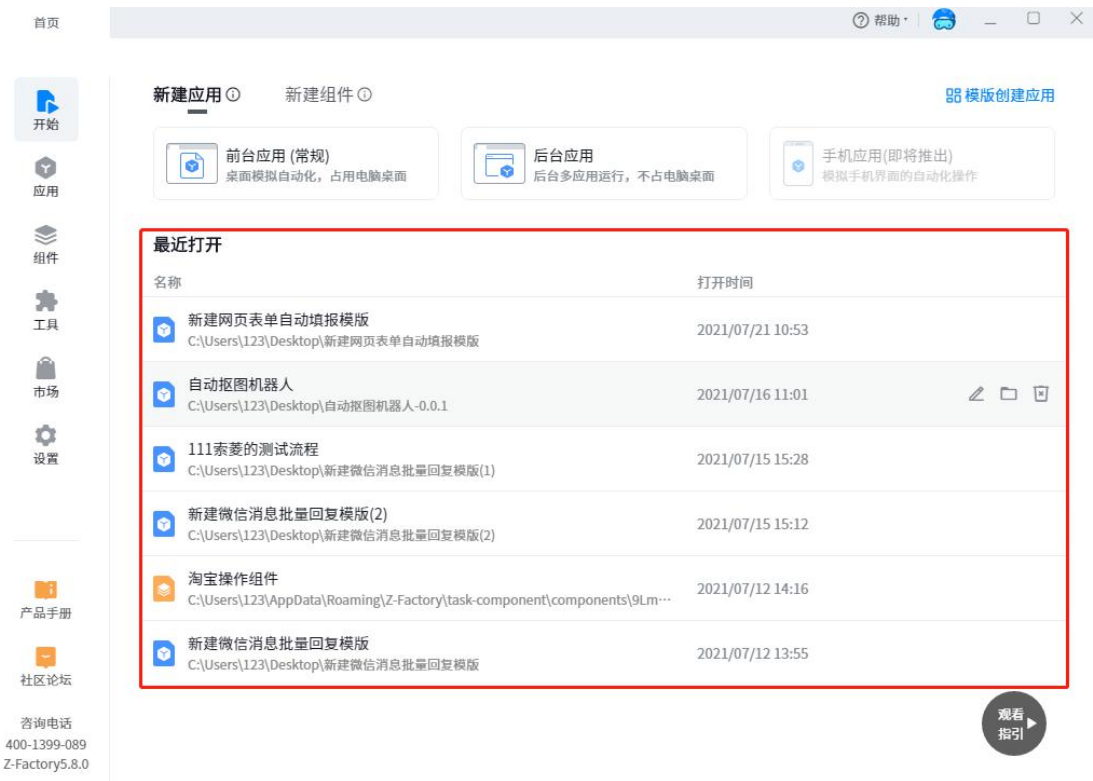 首页
帮助
新建应用
新建组件
模版创建应用
开始
前台应用 (常规)
桌面模拟自动化，占用电脑桌面
后台应用
后台多应用运行，不占电脑桌面
手机应用(即将推出)
模拟手机界面的自动化操作
应用
组件
工具
市场
设置
最近打开
名称 打开时间
新建网页表单自动填报模版
C:\Users\123\Desktop\新建网页表单自动填报模版
2021/07/21 10:53
自动抠图机器人
C:\Users\123\Desktop\自动抠图机器人-0.0.1
2021/07/16 11:01
111索菱的测试流程
C:\Users\123\Desktop\新建微信消息批量回复模版(1)
2021/07/15 15:28
新建微信消息批量回复模版(2)
C:\Users\123\Desktop\新建微信消息批量回复模版(2)
2021/07/15 15:12
淘宝操作组件
C:\Users\123\AppData\Roaming\Z-Factory\task-component\components\9Lm…
2021/07/12 14:16
新建微信消息批量回复模版
C:\Users\123\Desktop\新建微信消息批量回复模版
2021/07/12 13:55
产品手册
社区论坛
咨询电话
400-1399-089
Z-Factory5.8.0
观看
指引